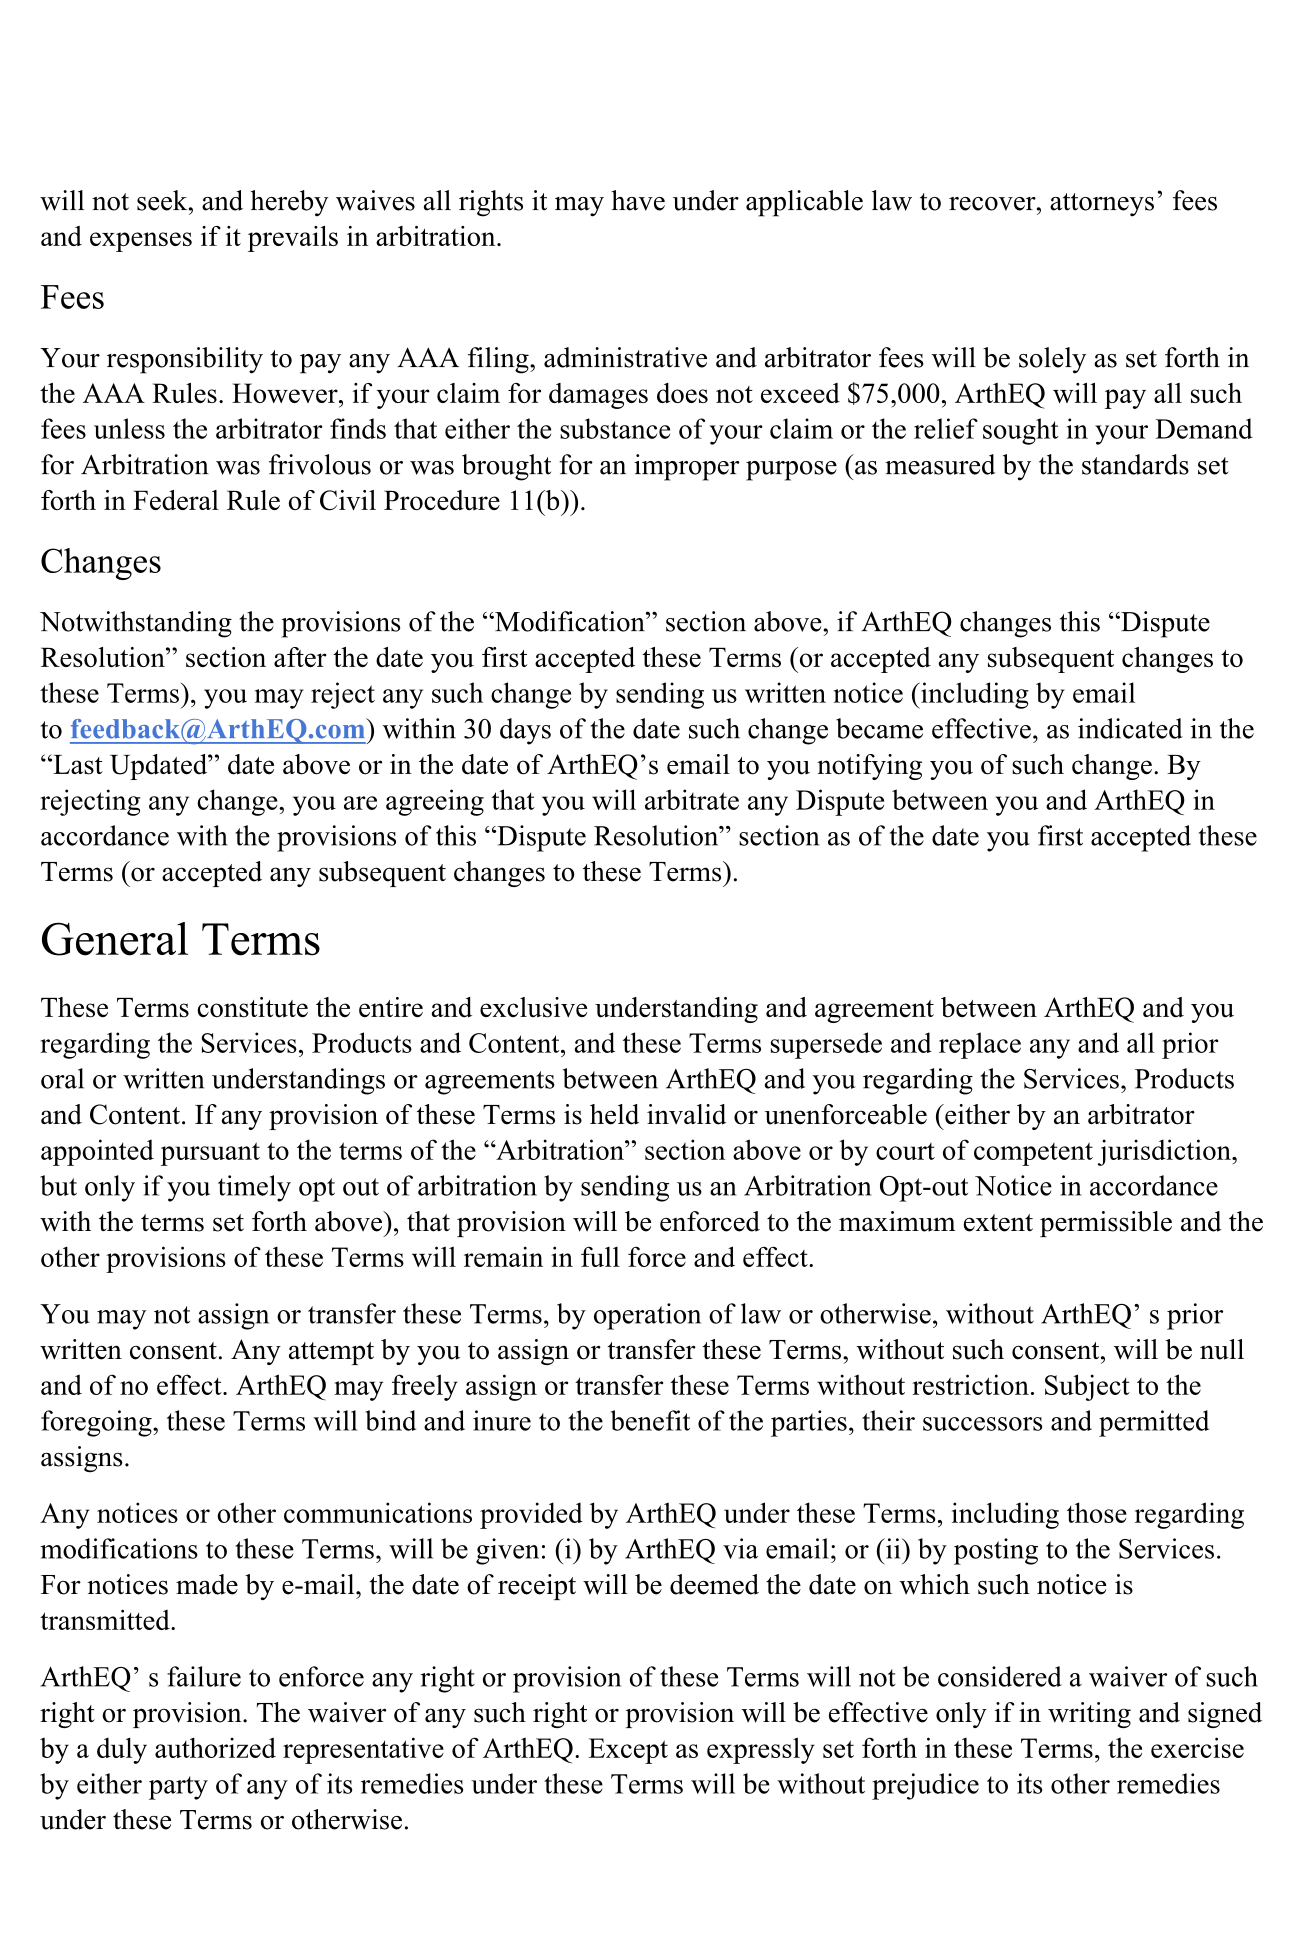 will not seek, and hereby waives all rights it may have under applicable law to recover, attorneys’ fees
and expenses if it prevails in arbitration.
Fees
Your responsibility to pay any AAA filing, administrative and arbitrator fees will be solely as set forth in
the AAA Rules. However, if your claim for damages does not exceed $75,000, ArthEQ will pay all such
fees unless the arbitrator finds that either the substance of your claim or the relief sought in your Demand
for Arbitration was frivolous or was brought for an improper purpose (as measured by the standards set
forth in Federal Rule of Civil Procedure 11(b)).
Changes
Notwithstanding the provisions of the “Modification” section above, if ArthEQ changes this “Dispute
Resolution” section after the date you first accepted these Terms (or accepted any subsequent changes to
these Terms), you may reject any such change by sending us written notice (including by email
to feedback@ArthEQ.com) within 30 days of the date such change became effective, as indicated in the
“Last Updated” date above or in the date of ArthEQ’s email to you notifying you of such change. By
rejecting any change, you are agreeing that you will arbitrate any Dispute between you and ArthEQ in
accordance with the provisions of this “Dispute Resolution” section as of the date you first accepted these
Terms (or accepted any subsequent changes to these Terms).
General Terms
These Terms constitute the entire and exclusive understanding and agreement between ArthEQ and you
regarding the Services, Products and Content, and these Terms supersede and replace any and all prior
oral or written understandings or agreements between ArthEQ and you regarding the Services, Products
and Content. If any provision of these Terms is held invalid or unenforceable (either by an arbitrator
appointed pursuant to the terms of the “Arbitration” section above or by court of competent jurisdiction,
but only if you timely opt out of arbitration by sending us an Arbitration Opt-out Notice in accordance
with the terms set forth above), that provision will be enforced to the maximum extent permissible and the
other provisions of these Terms will remain in full force and effect.
You may not assign or transfer these Terms, by operation of law or otherwise, without ArthEQ’ s prior
written consent. Any attempt by you to assign or transfer these Terms, without such consent, will be null
and of no effect. ArthEQ may freely assign or transfer these Terms without restriction. Subject to the
foregoing, these Terms will bind and inure to the benefit of the parties, their successors and permitted
assigns.
Any notices or other communications provided by ArthEQ under these Terms, including those regarding
modifications to these Terms, will be given: (i) by ArthEQ via email; or (ii) by posting to the Services.
For notices made by e-mail, the date of receipt will be deemed the date on which such notice is
transmitted.
ArthEQ’ s failure to enforce any right or provision of these Terms will not be considered a waiver of such
right or provision. The waiver of any such right or provision will be effective only if in writing and signed
by a duly authorized representative of ArthEQ. Except as expressly set forth in these Terms, the exercise
by either party of any of its remedies under these Terms will be without prejudice to its other remedies
under these Terms or otherwise.